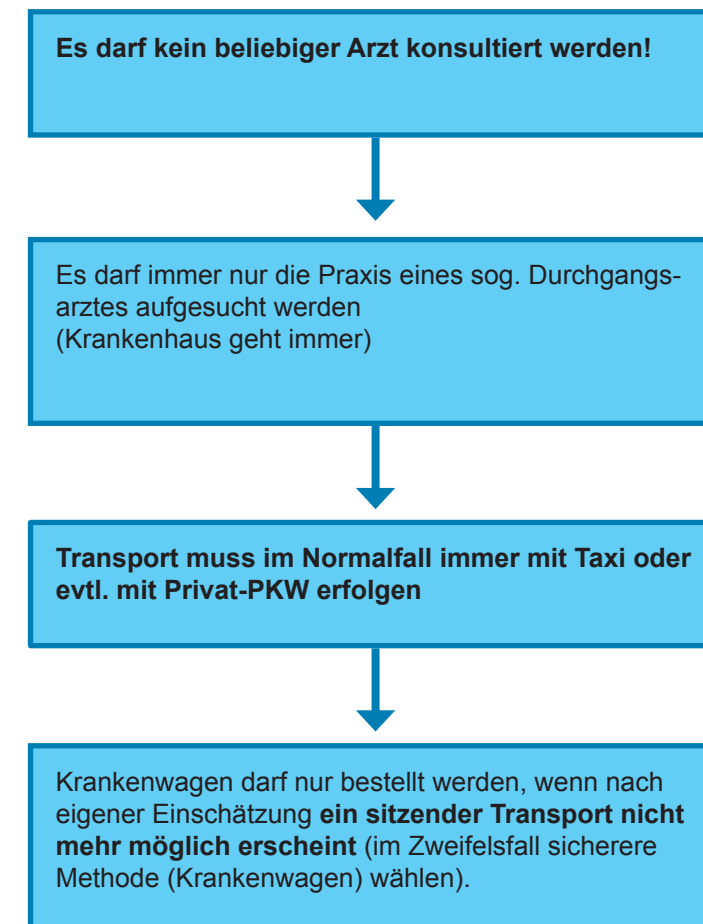 Es darf kein beliebiger Arzt konsultiert werden!
Es darf immer nur die Praxis eines sog. Durchgangs-
arztes aufgesucht werden
(Krankenhaus geht immer)
Transport muss im Normalfall immer mit Taxi oder
evtl. mit Privat-PKW erfolgen
Krankenwagen darf nur bestellt werden, wenn nach
eigener Einschätzung ein sitzender Transport nicht
mehr möglich erscheint (im Zweifelsfall sicherere
Methode (Krankenwagen) wählen).